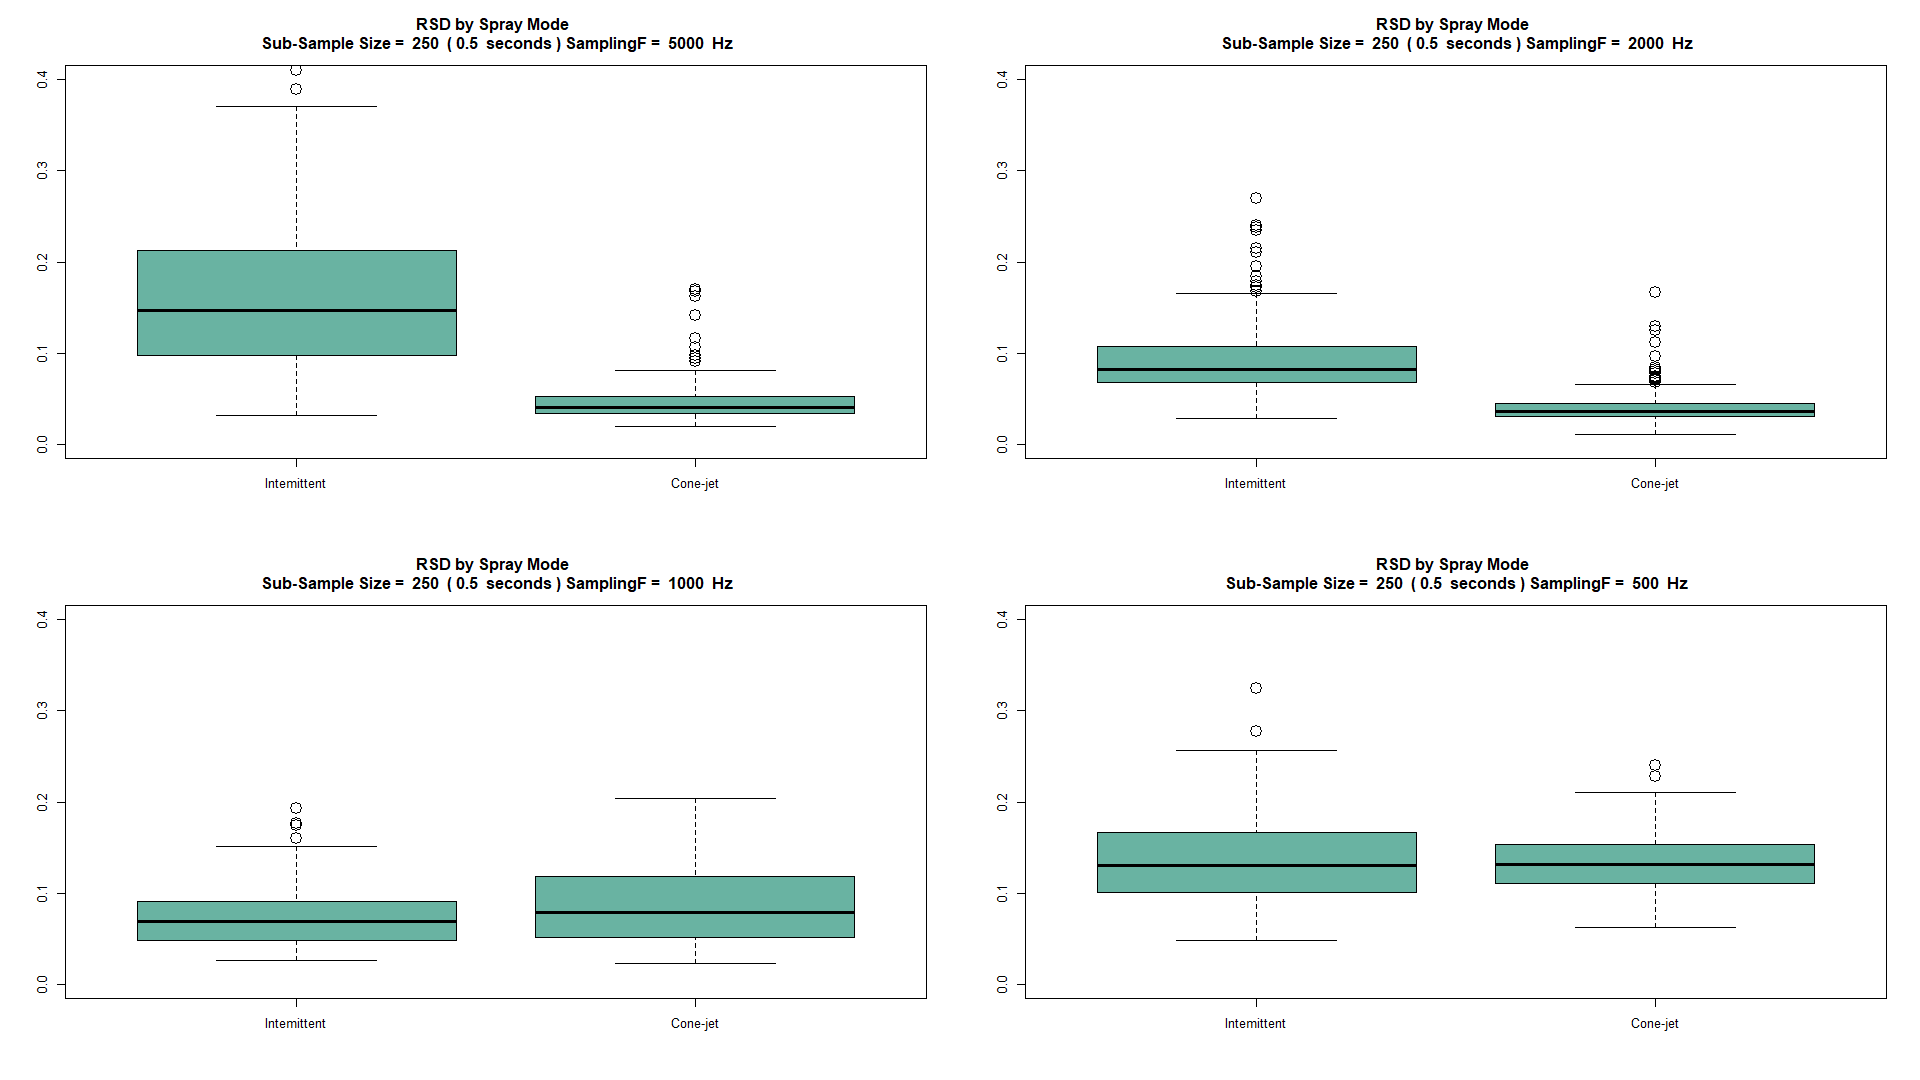 RSD by Spray Mode
Sub-Sample Size = 250 ( 0.5 seconds ) SamplingF = 5000 Hz
0.4
0.3
0.2
0.1
0.0
Intemittent
Cone-jet
RSD by Spray Mode
Sub-Sample Size = 250 ( 0.5 seconds ) SamplingF = 2000 Hz
0.4
0.3
0.2
0.1
0.0
Intemittent
Cone-jet
RSD by Spray Mode
Sub-Sample Size = 250 ( 0.5 seconds ) SamplingF = 1000 Hz
0.4
0.3
0.2
0.1
0.0
Intemittent
Cone-jet
RSD by Spray Mode
Sub-Sample Size = 250 ( 0.5 seconds ) SamplingF = 500 Hz
0.4
0.3
0.2
0.1
0.0
Intemittent
Cone-jet